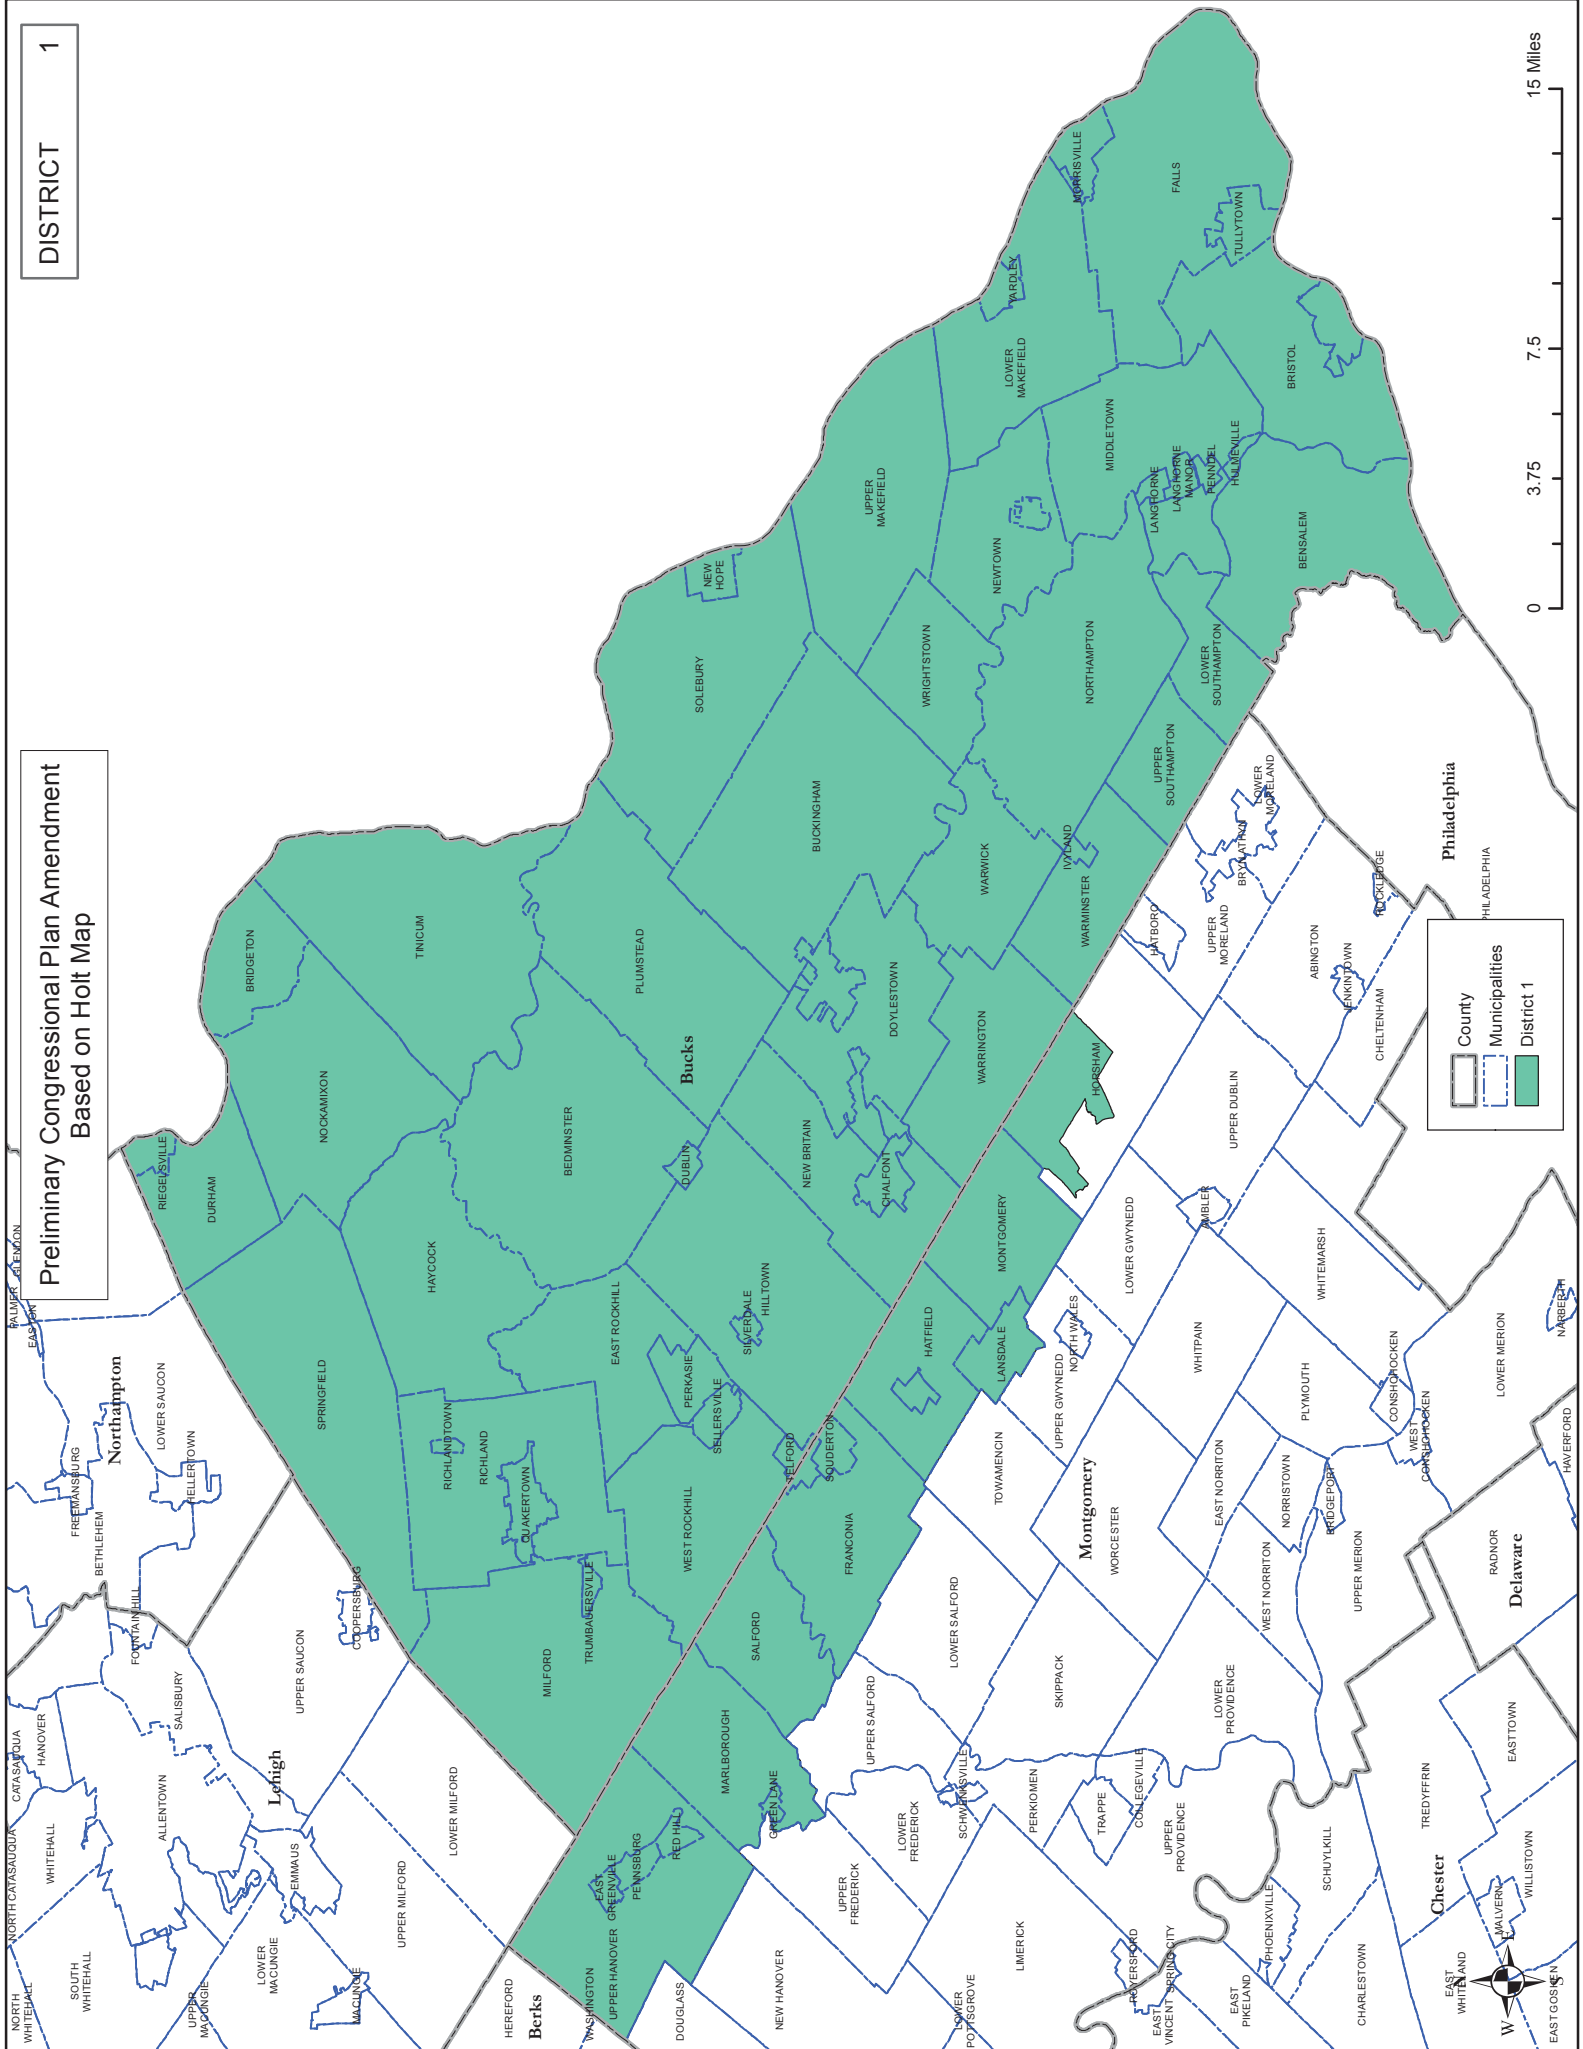 Preliminary Congressional Plan Amendment
Based on Holt Map
DISTRICT 1
NORTH
WHITEHALL
NORTH CATASAUQUA
CATASAUQUA
HANOVER
WHITEHALL
SOUTH
WHITEHALL
ALLENTOWN
SALISBURY
FOUNTAIN HILL
BETHLEHEM
FREEMANSBURG
Northampton
LOWER SAUCON
HELLERTOWN
PALMER
GLENDON
EASTON
UPPER
MACUNGIE
LOWER
MACUNGIE
EMMAUS
MACUNGIE
Lehigh
UPPER SAUCON
COOPERSBURG
UPPER MILFORD
LOWER MILFORD
HEREFORD
Berks
WASHINGTON
DOUGLASS
NEW HANOVER
RIEGELSVILLE
DURHAM
BRIDGETON
NOCKAMIXON
TINICUM
SPRINGFIELD
HAYCOCK
RICHLANDTOWN
RICHLAND
QUAKERTOWN
TRUMBAUERSVILLE
MILFORD
EAST ROCKHILL
WEST ROCKHILL
PERKASIE
SELLERSVILLE
SILVERDALE
HILLTOWN
BEDMINSTER
DUBLIN
Bucks
PLUMSTEAD
NEW BRITAIN
CHALFONT
DOYLESTOWN
BUCKINGHAM
SOLEBURY
NEW
HOPE
UPPER
MAKEFIELD
WRIGHTSTOWN
NEWTOWN
LOWER
MAKEFIELD
YARDLEY
MORRISVILLE
FALLS
TULLYTOWN
BRISTOL
MIDDLETOWN
LANGHORNE
LANGHORNE
MANOR
PENNDEL
HULMEVILLE
BENSALEM
NORTHAMPTON
LOWER
SOUTHAMPTON
UPPER
SOUTHAMPTON
IVYLAND
WARMINSTER
WARWICK
WARRINGTON
TELFORD
SOUDERTON
FRANCONIA
SALFORD
MARLBOROUGH
GREEN LANE
RED HILL
PENNSBURG
EAST
GREENVILLE
UPPER HANOVER
HATFIELD
LANSDALE
MONTGOMERY
HORSHAM
HATBORO
UPPER
MORELAND
BRYN ATHYN
LOWER
MORELAND
ROCKLEDGE
ABINGTON
JENKINTOWN
CHELTENHAM
Philadelphia
PHILADELPHIA
UPPER DUBLIN
AMBLER
LOWER GWYNEDD
UPPER GWYNEDD
NORTH WALES
WHITPAIN
WHITEMARSH
TOWAMENCIN
Montgomery
WORCESTER
EAST NORRITON
NORRISTOWN
PLYMOUTH
CONSHOHOCKEN
WEST
CONSHOHOCKEN
BRIDGEPORT
UPPER MERION
WEST NORRITON
LOWER MERION
NARBERTH
HAVERFORD
RADNOR
Delaware
LOWER SALFORD
UPPER SALFORD
SKIPPACK
LOWER
PROVIDENCE
SCHWENKSVILLE
PERKIOMEN
TRAPPE
COLLEGEVILLE
UPPER
PROVIDENCE
LOWER
FREDERICK
UPPER
FREDERICK
LIMERICK
LOWER
POTTSGROVE
ROYERSFORD
SPRING CITY
EAST
VINCENT
EAST
PIKELAND
PHOENIXVILLE
SCHUYLKILL
CHARLESTOWN
Chester
TREDYFFRIN
EASTTOWN
WILLISTOWN
MALVERN
EAST
WHITELAND
EAST GOSHEN
County
Municipalities
District 1
0 3.75 7.5 15 Miles
N
E
S
W